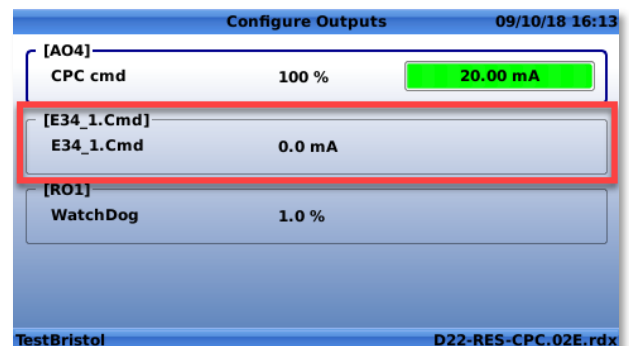 Configure Outputs 09/10/18 16:13
[AO4]
CPC cmd 100 % 20.00 mA
[E34_1.Cmd]
E34_1.Cmd 0.0 mA
[RO1]
WatchDog 1.0 %
TestBristol D22-RES-CPC.02E.rdx